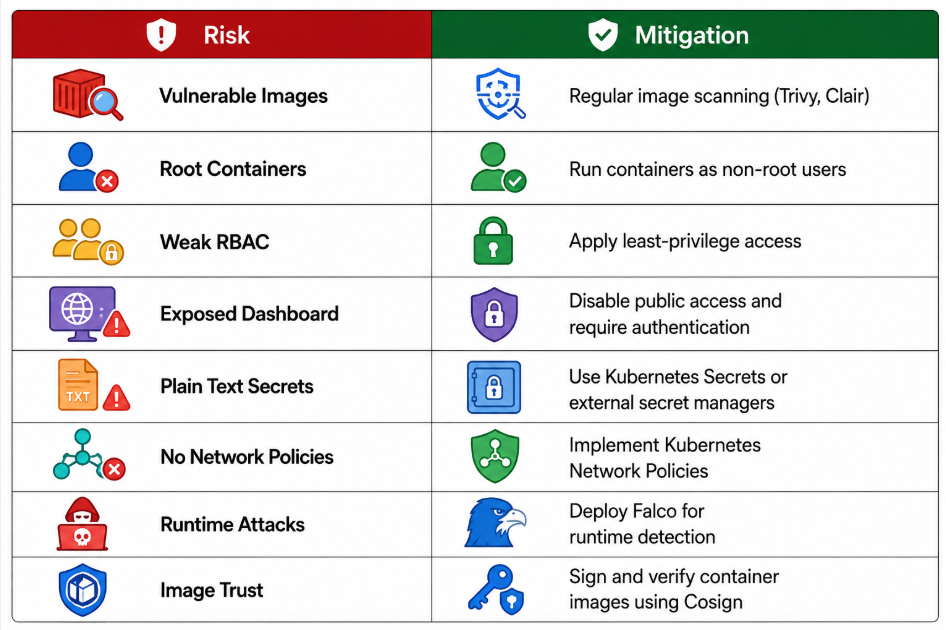 Risk
Mitigation
Vulnerable Images
Regular image scanning (Trivy, Clair)
Root Containers
Run containers as non-root users
Weak RBAC
Apply least-privilege access
Exposed Dashboard
Disable public access and
require authentication
TXT
Plain Text Secrets
Use Kubernetes Secrets or
external secret managers
No Network Policies
Implement Kubernetes
Network Policies
Runtime Attacks
Deploy Falco for
runtime detection
Image Trust
Sign and verify container
images using Cosign